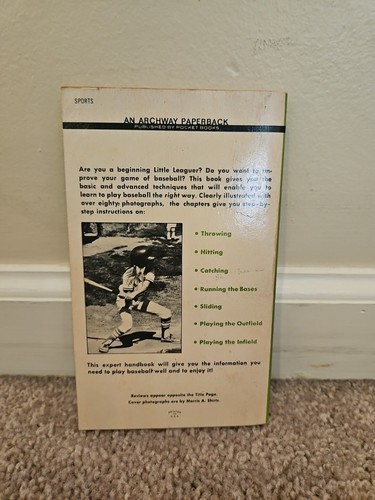 SPORTS
AN ARCHWAY PAPERBACK
PUBLISHED BY POCKET BOOKS
Are you a beginning Little Leaguer? Do you want to im-
prove your game of baseball? This book gives you the
basic and advanced techniques that will enable you to
learn to play baseball the right way. Clearly illustrated with
over eighty photographs, the chapters give you step-by-
step instructions on:
• Throwing
• Hitting
• Catching
• Running the Bases
• Sliding
• Playing the Outfield
• Playing the Infield
This expert handbook will give you the information you
need to play baseball well and to enjoy it!
Reviews appear opposite the Title Page.
Cover photographs are by Morris A. Shirts.